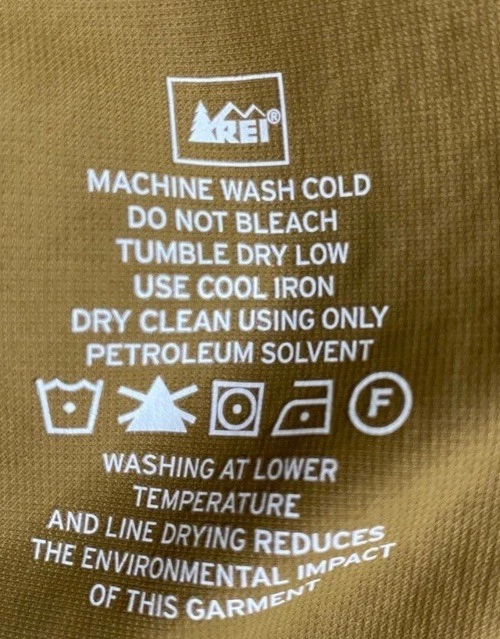 REI®
MACHINE WASH COLD
DO NOT BLEACH
TUMBLE DRY LOW
USE COOL IRON
DRY CLEAN USING ONLY
PETROLEUM SOLVENT
F
WASHING AT LOWER
TEMPERATURE
AND LINE DRYING REDUCES
THE ENVIRONMENTAL IMPACT
OF THIS GARMENT